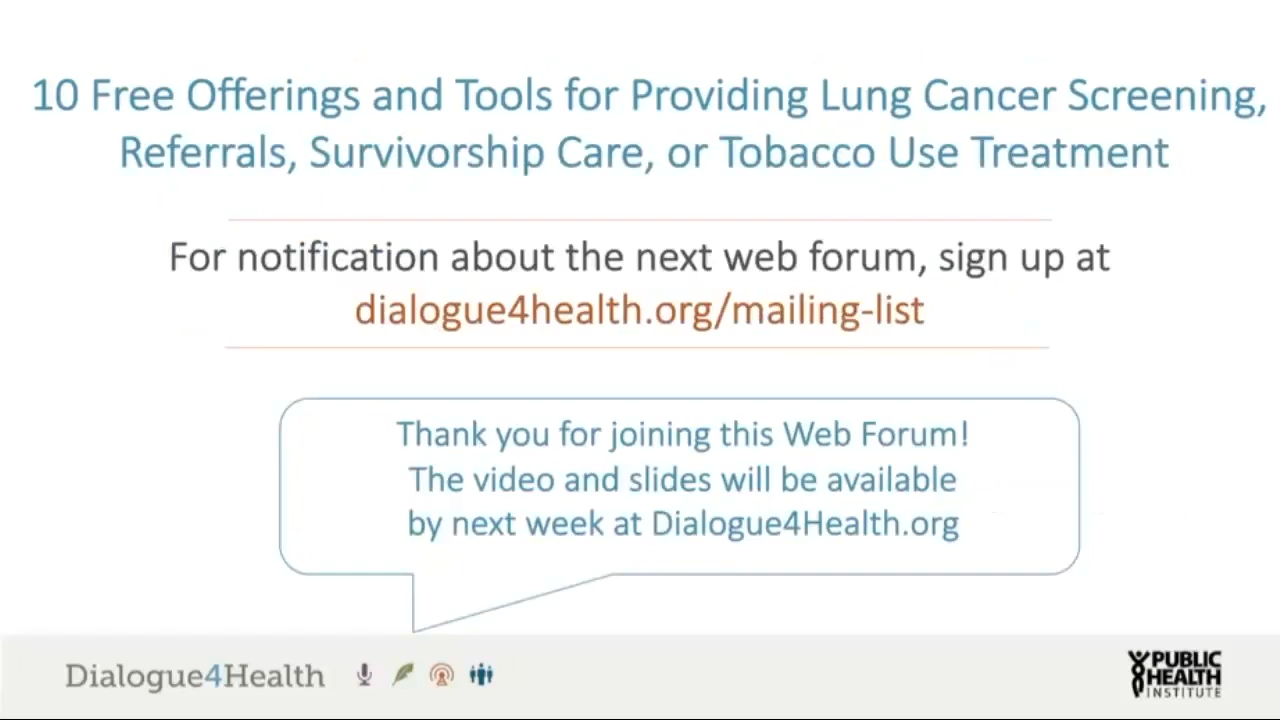 10 Free Offerings and Tools for Providing Lung Cancer Screening,
Referrals, Survivorship Care, or Tobacco Use Treatment
For notification about the next web forum, sign up at
dialogue4health.org/mailing-list
Thank you for joining this Web Forum!
The video and slides will be available
by next week at Dialogue4Health.org
Dialogue4Health
PUBLIC
HEALTH
INSTITUTE